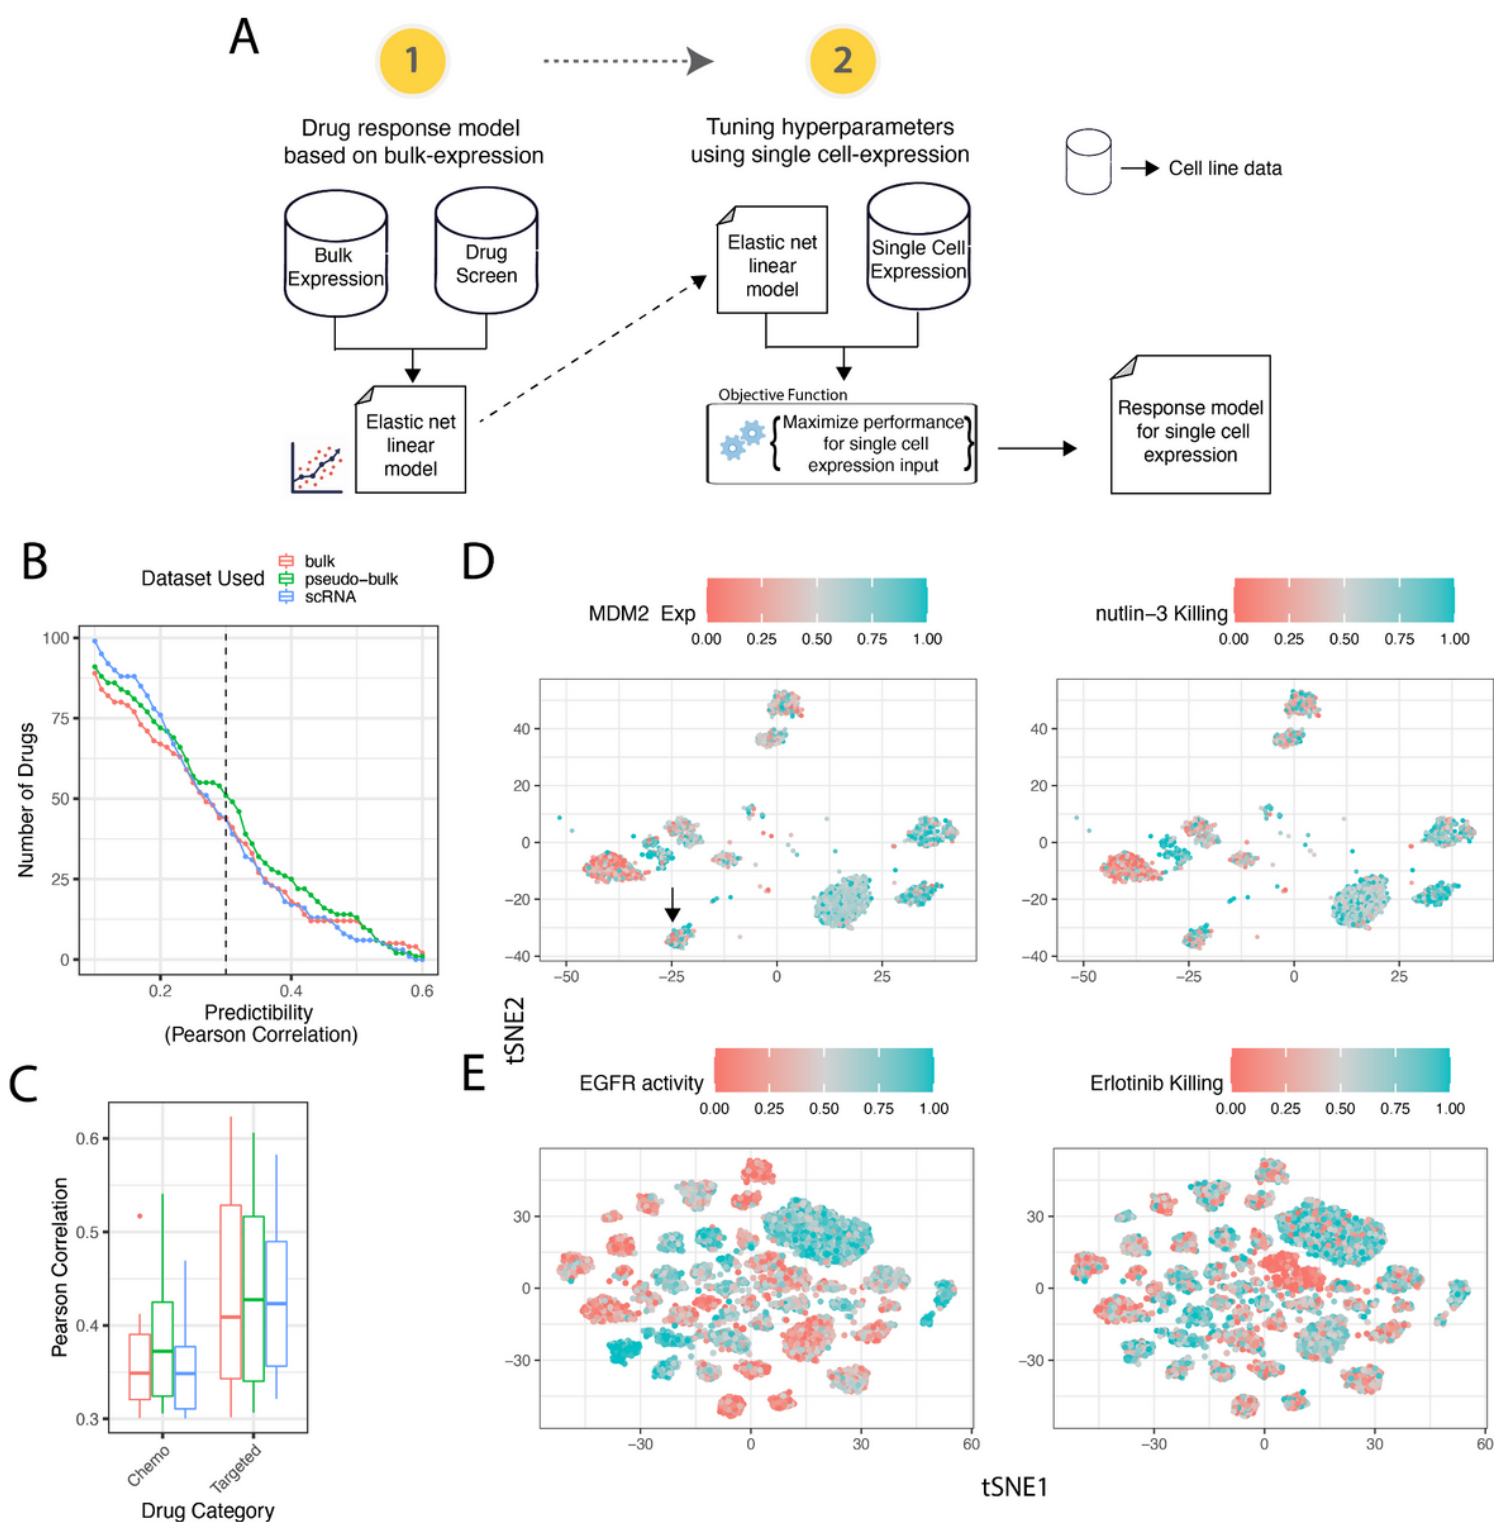 A
1
2
Drug response model
based on bulk-expression
Tuning hyperparameters
using single cell-expression
Cell line data
Bulk
Expression
Drug
Screen
Elastic net
linear
model
Single Cell
Expression
Elastic net
linear
model
Objective Function
Maximize performance
for single cell
expression input
Response model
for single cell
expression
B
Dataset Used
bulk
pseudo-bulk
scRNA
100
75
50
25
0
Number of Drugs
0.2
0.4
0.6
Predictibility
(Pearson Correlation)
C
0.6
0.5
0.4
0.3
Pearson Correlation
Chemo
Targeted
Drug Category
D
MDM2 Exp
0.00
0.25
0.50
0.75
1.00
nutlin-3 Killing
0.00
0.25
0.50
0.75
1.00
40
20
0
-20
-40
-50
-25
0
25
40
20
0
-20
-40
-50
-25
0
25
tSNE2
E
EGFR activity
0.00
0.25
0.50
0.75
1.00
Erlotinib Killing
0.00
0.25
0.50
0.75
1.00
30
0
-30
-30
0
30
60
30
0
-30
-30
0
30
60
tSNE1